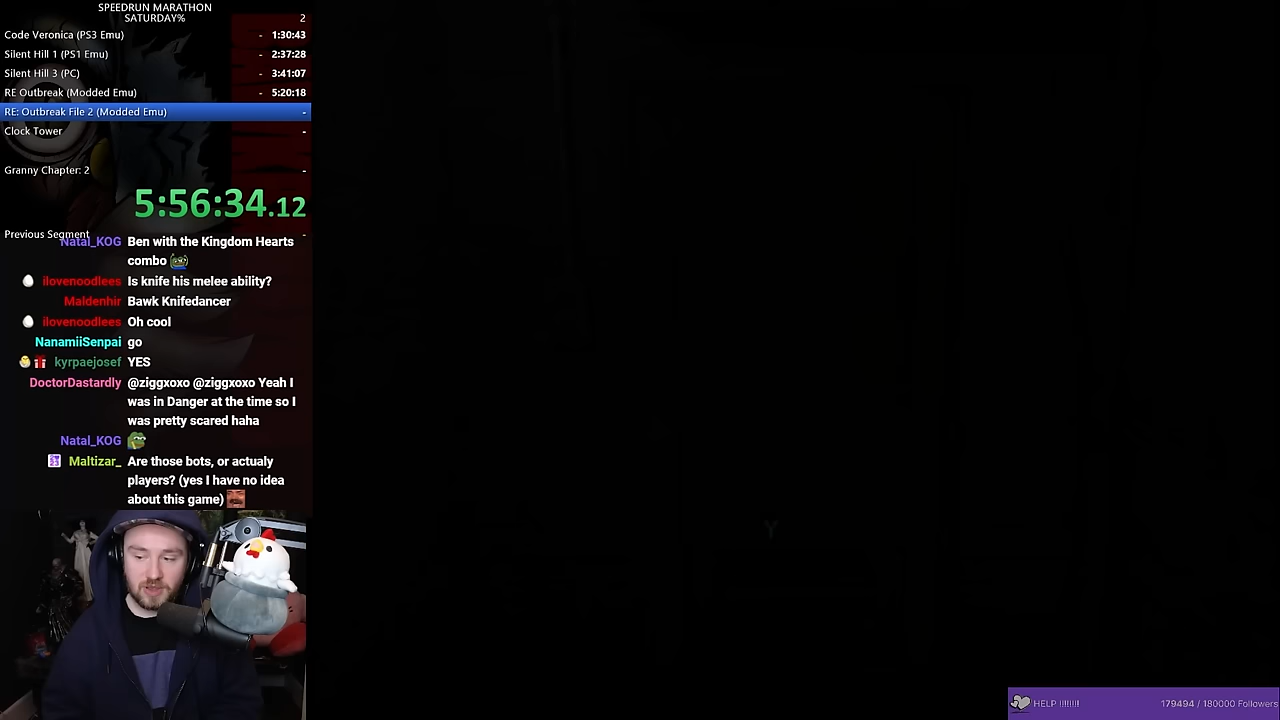 SPEEDRUN MARATHON
SATURDAY%
2
Code Veronica (PS3 Emu) - 1:30:43
Silent Hill 1 (PS1 Emu) - 2:37:28
Silent Hill 3 (PC) - 3:41:07
RE Outbreak (Modded Emu) - 5:20:18
RE: Outbreak File 2 (Modded Emu) -
Clock Tower -
Granny Chapter: 2 -
5:56:34.12
Previous Segment -
Natal_KOG Ben with the Kingdom Hearts
combo
ilovenoodlees Is knife his melee ability?
Maldenhir Bawk Knifedancer
ilovenoodlees Oh cool
NanamiiSenpai go
kyrpaejosef YES
DoctorDastardly @ziggxoxo @ziggxoxo Yeah I
was in Danger at the time so I
was pretty scared haha
Natal_KOG
Maltizar_ Are those bots, or actualy
players? (yes I have no idea
about this game)
Y
HELP !!!!!!! 179494 / 180000 Followers